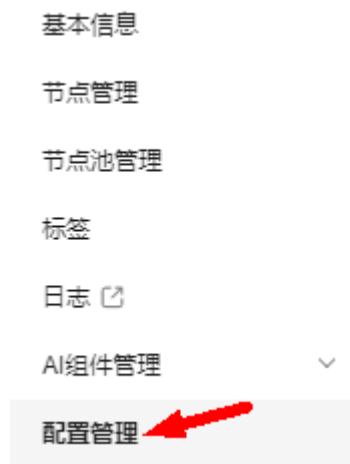 基本信息
节点管理
节点池管理
标签
日志
AI组件管理
配置管理